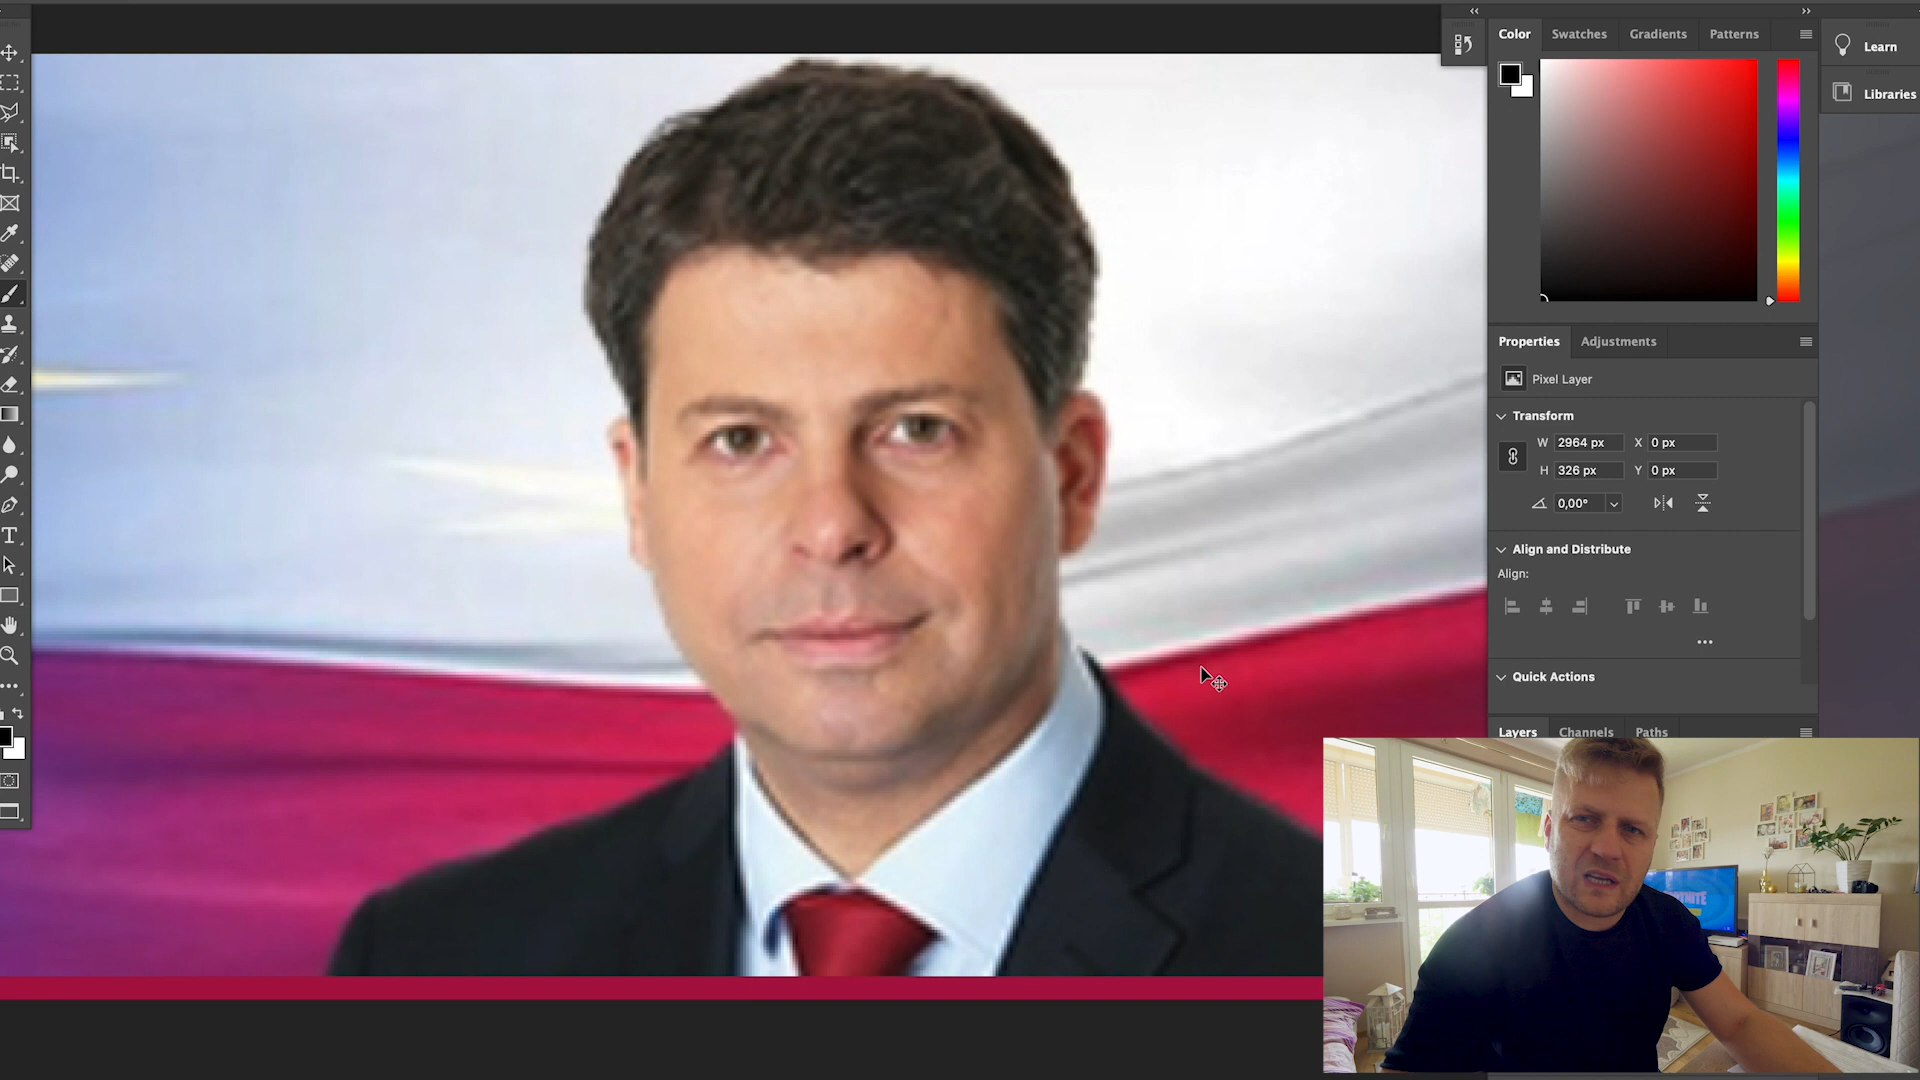 Color
Swatches
Gradients
Patterns
Learn
Libraries
Properties
Adjustments
Pixel Layer
Transform
W 2964 px X 0 px
H 326 px Y 0 px
0,00°
Align and Distribute
Align:
Quick Actions
Layers
Channels
Paths